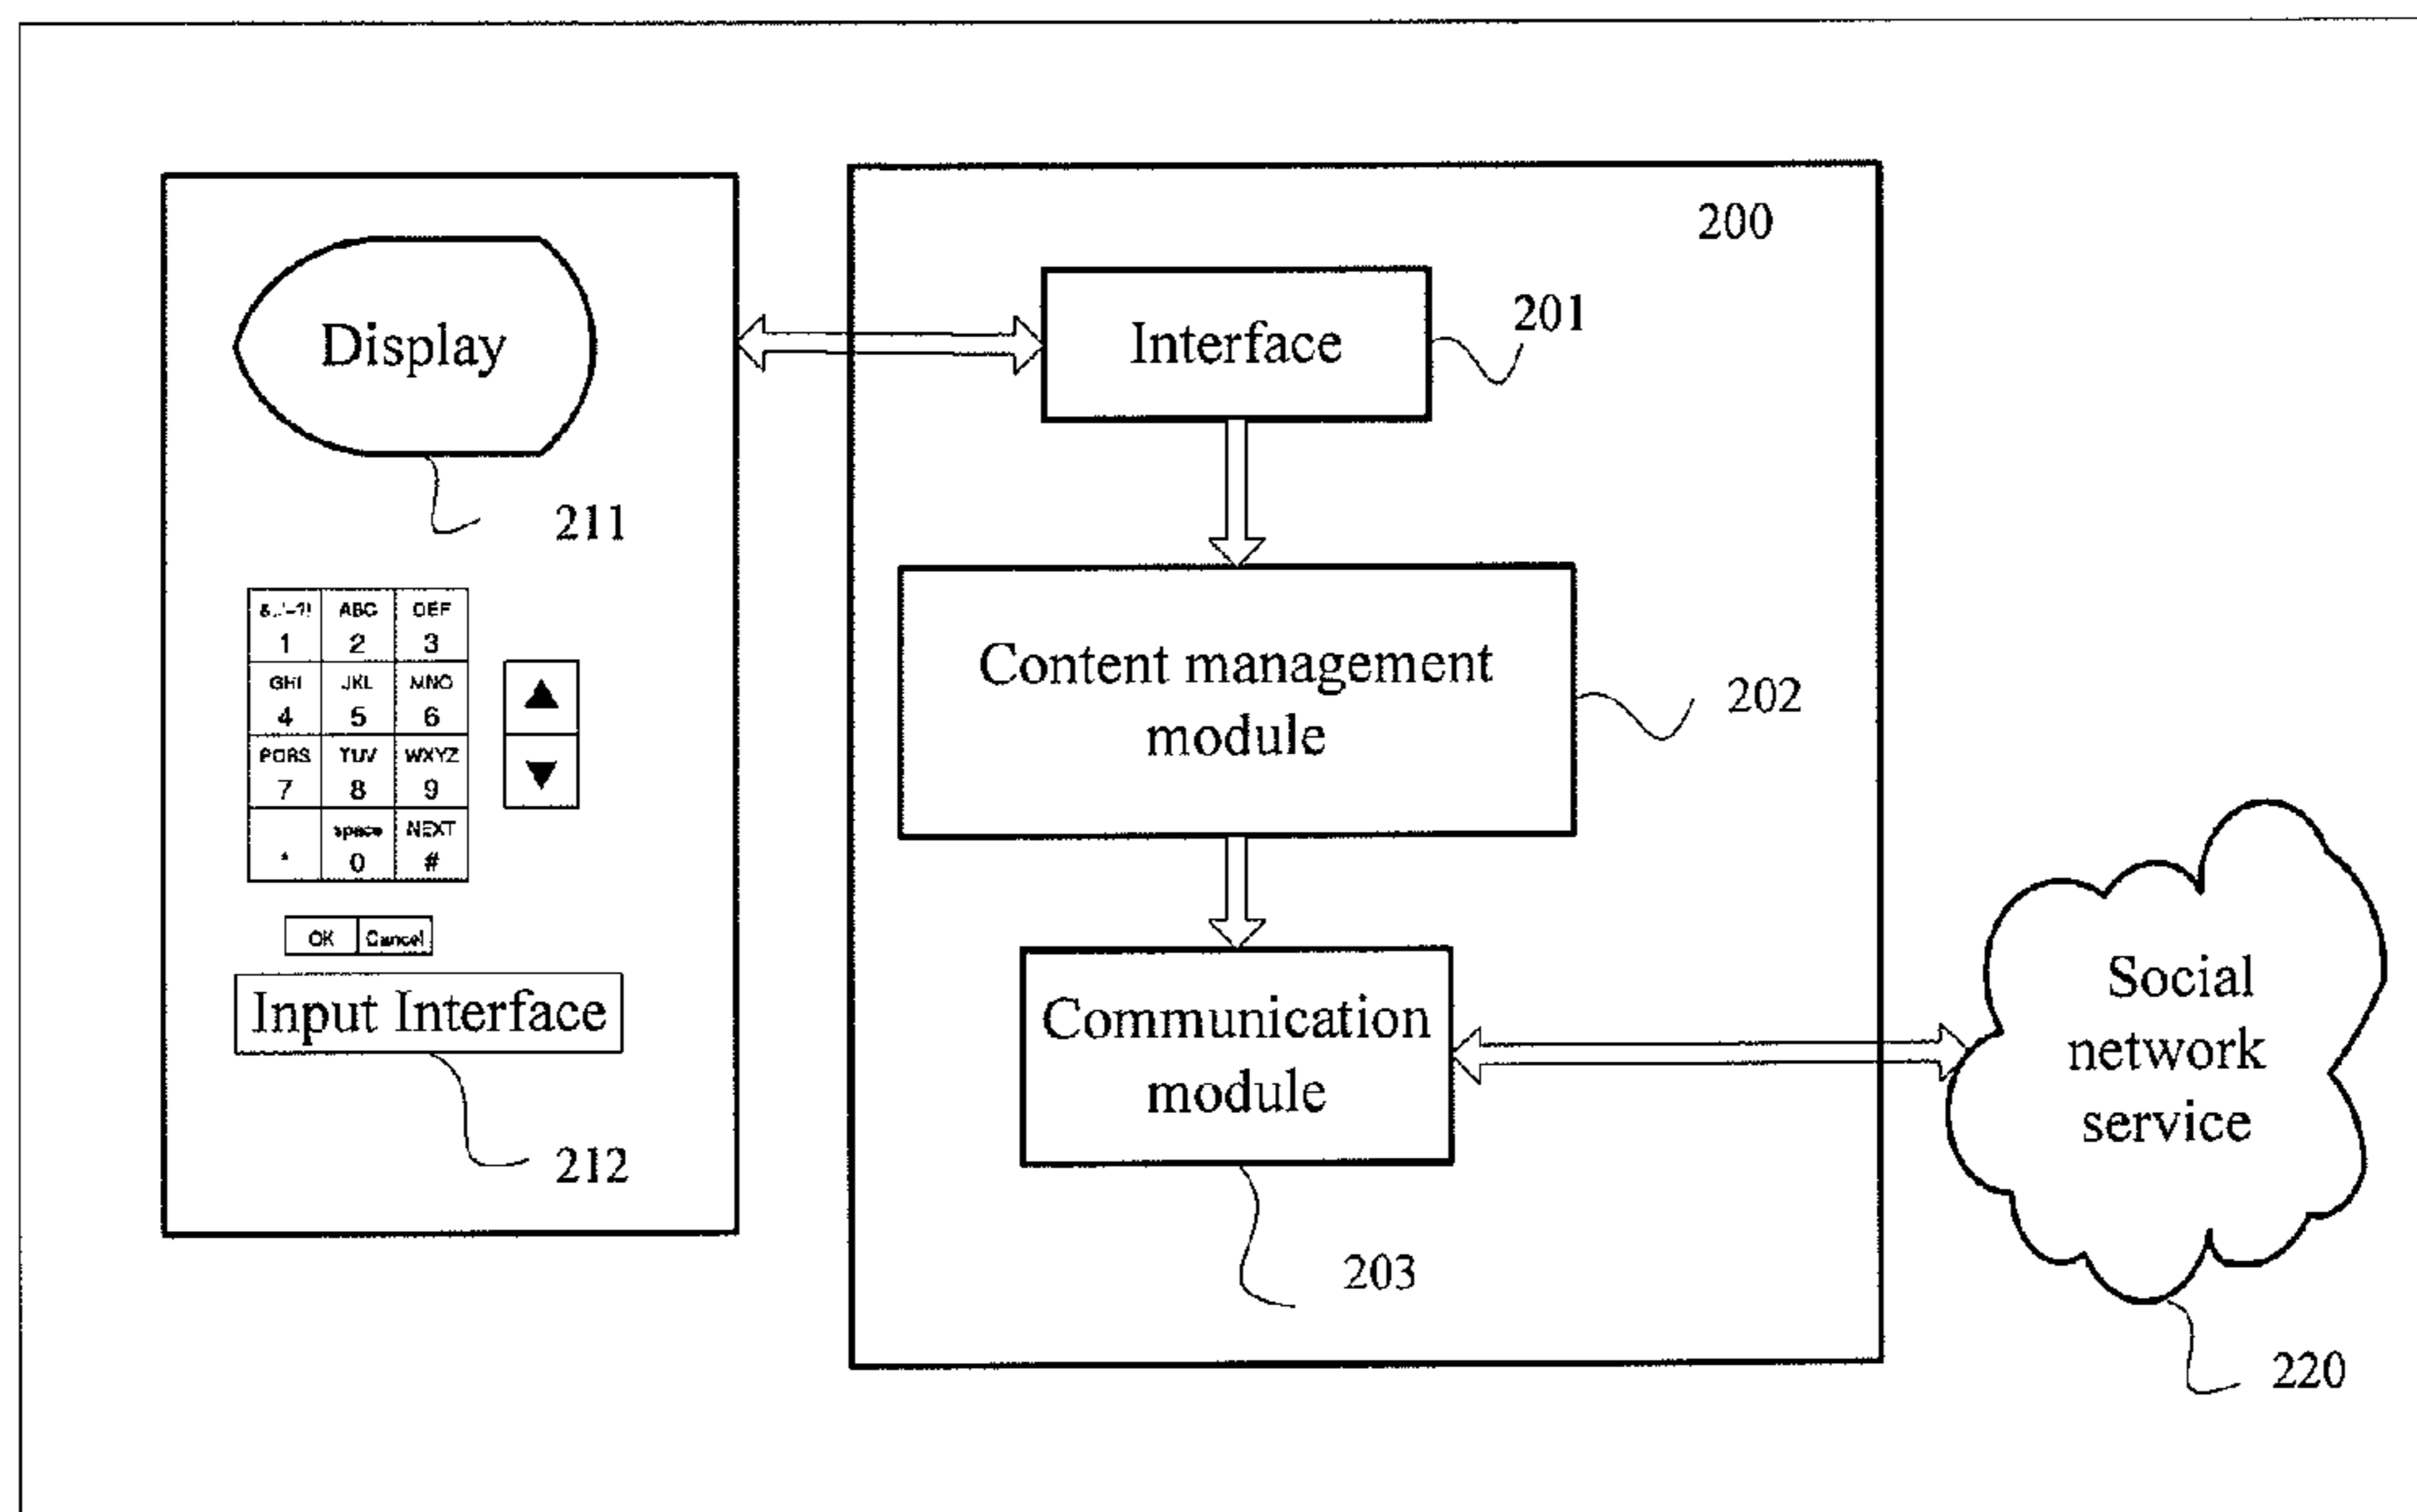 200
Display
Interface
201
211
&.,'-?! ABC DEF
1 2 3
GHI JKL MNO
4 5 6
PQRS TUV WXYZ
7 8 9
space NEXT
* 0 #
OK Cancel
Input Interface
212
Content management
module
202
Communication
module
203
Social
network
service
220